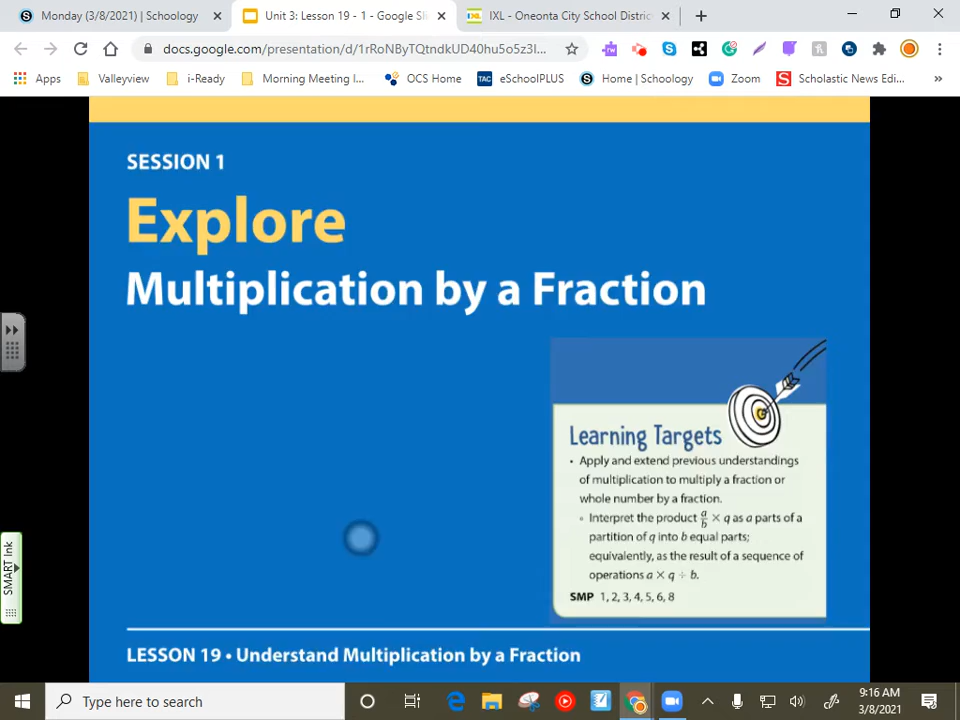 Monday (3/8/2021) | Schoology
Unit 3: Lesson 19 - 1 - Google Sli
IXL - Oneonta City School District
docs.google.com/presentation/d/1rRoNByTQtndkUD40hu5o5z3I...
Apps
Valleyview
i-Ready
Morning Meeting I...
OCS Home
TAC eSchoolPLUS
S Home | Schoology
Zoom
S Scholastic News Edi...
»
SESSION 1
Explore
Multiplication by a Fraction
Learning Targets
• Apply and extend previous understandings
of multiplication to multiply a fraction or
whole number by a fraction.
◦ Interpret the product a/b × q as a parts of a
partition of q into b equal parts;
equivalently, as the result of a sequence of
operations a × q ÷ b.
SMP 1, 2, 3, 4, 5, 6, 8
LESSON 19 • Understand Multiplication by a Fraction
SMART Ink
Type here to search
9:16 AM
3/8/2021